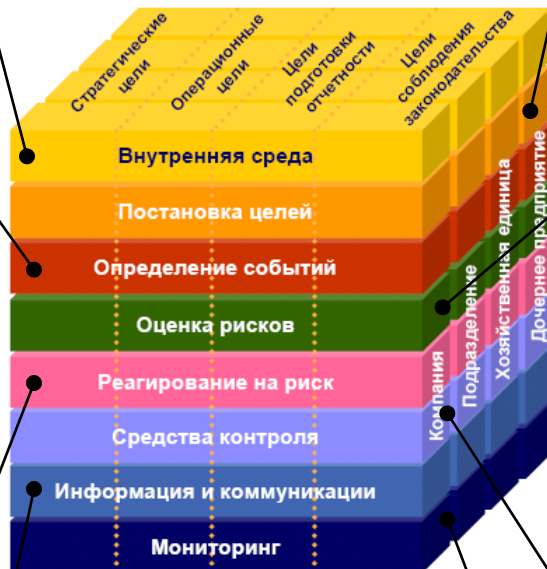 Стратегические
цели
Операционные
цели
Цели
подготовки
отчетности
Цели
соблюдения
законодательства
Внутренняя среда
Постановка целей
Определение событий
Оценка рисков
Реагирование на риск
Средства контроля
Информация и коммуникации
Мониторинг
Компания
Подразделение
Хозяйственная единица
Дочернее предприятие